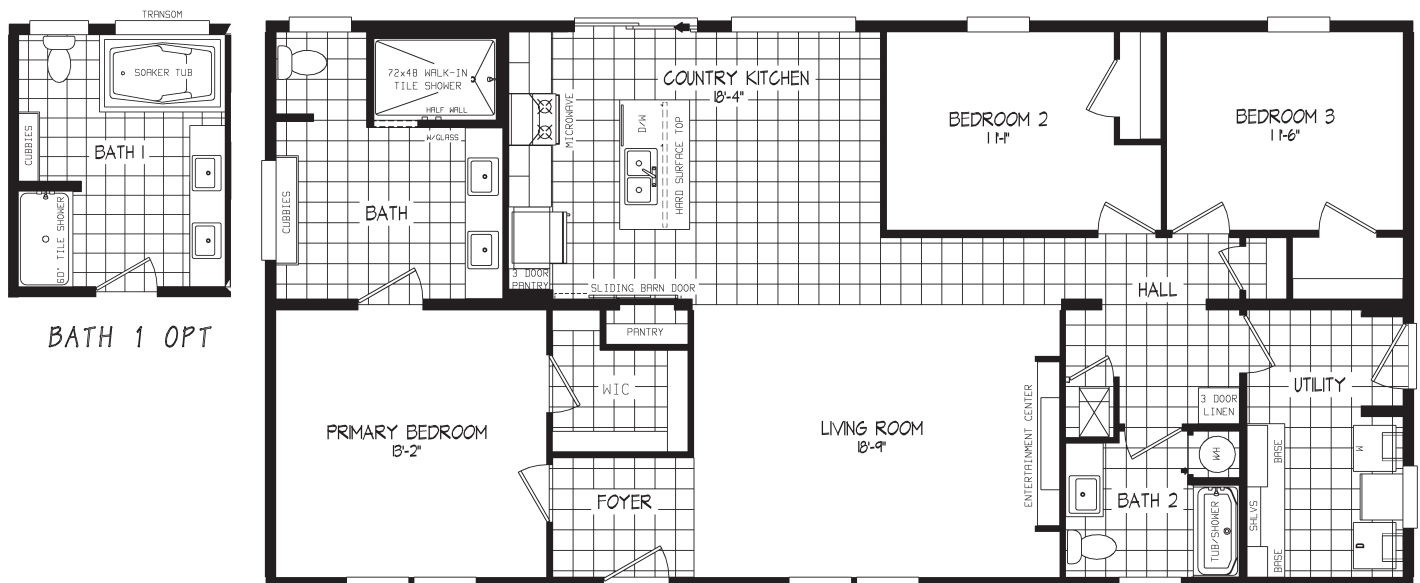 TRANSOM
SOAKER TUB
CUBBIES
BATH 1
60" TILE SHOWER
BATH 1 OPT
72x48 WALK-IN
TILE SHOWER
HALF WALL
W/GLASS
CUBBIES
BATH
MICROWAVE
COUNTRY KITCHEN
18'-4"
D/W
HARD SURFACE TOP
3 DOOR
PANTRY
SLIDING BARN DOOR
PANTRY
BEDROOM 2
11'-1"
BEDROOM 3
11'-6"
HALL
PRIMARY BEDROOM
13'-2"
WIC
FOYER
LIVING ROOM
18'-9"
ENTERTAINMENT CENTER
3 DOOR
LINEN
UTILITY
WH
BATH 2
TUB/SHOWER
BASE
SHLVS
BASE
W
D